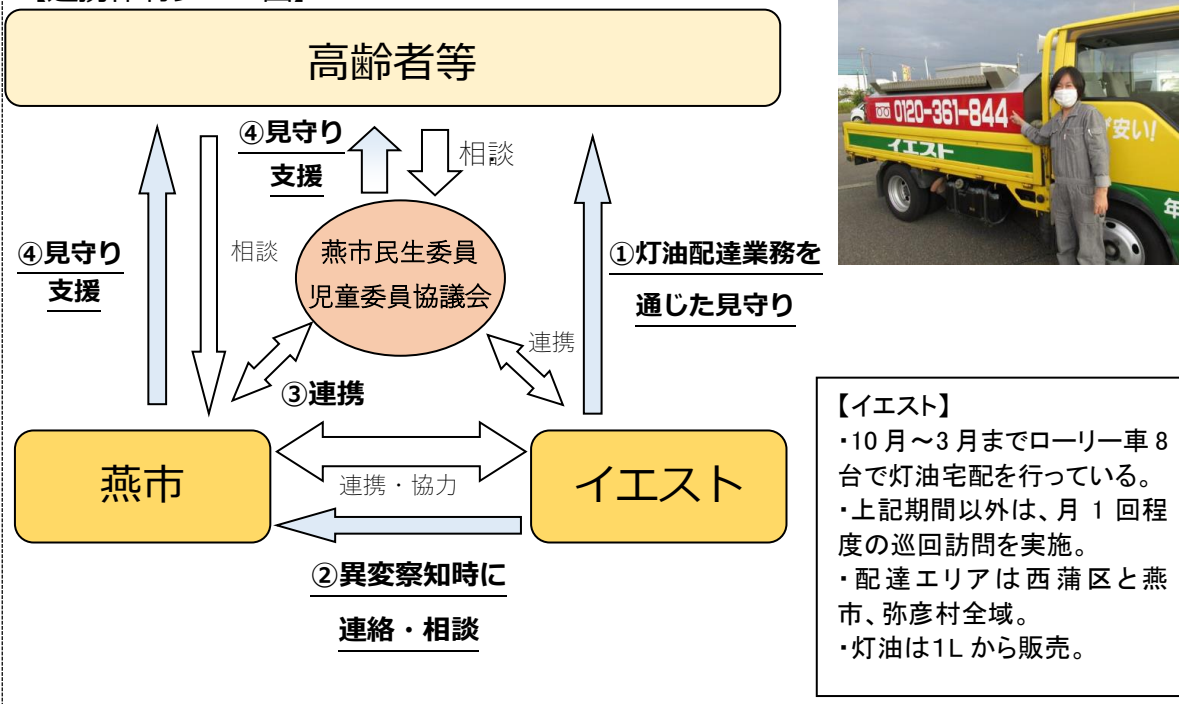 高齢者等
④見守り
支援
相談
④見守り
支援
相談
燕市民生委員
児童委員協議会
①灯油配達業務を
通じた見守り
連携
③連携
燕市
連携・協力
イエスト
②異変察知時に
連絡・相談
0120-361-844
イエスト
安い!
年
【イエスト】
・10月～3月までローリー車8
台で灯油宅配を行っている。
・上記期間以外は、月1回程
度の巡回訪問を実施。
・配達エリアは西蒲区と燕
市、弥彦村全域。
・灯油は1Lから販売。